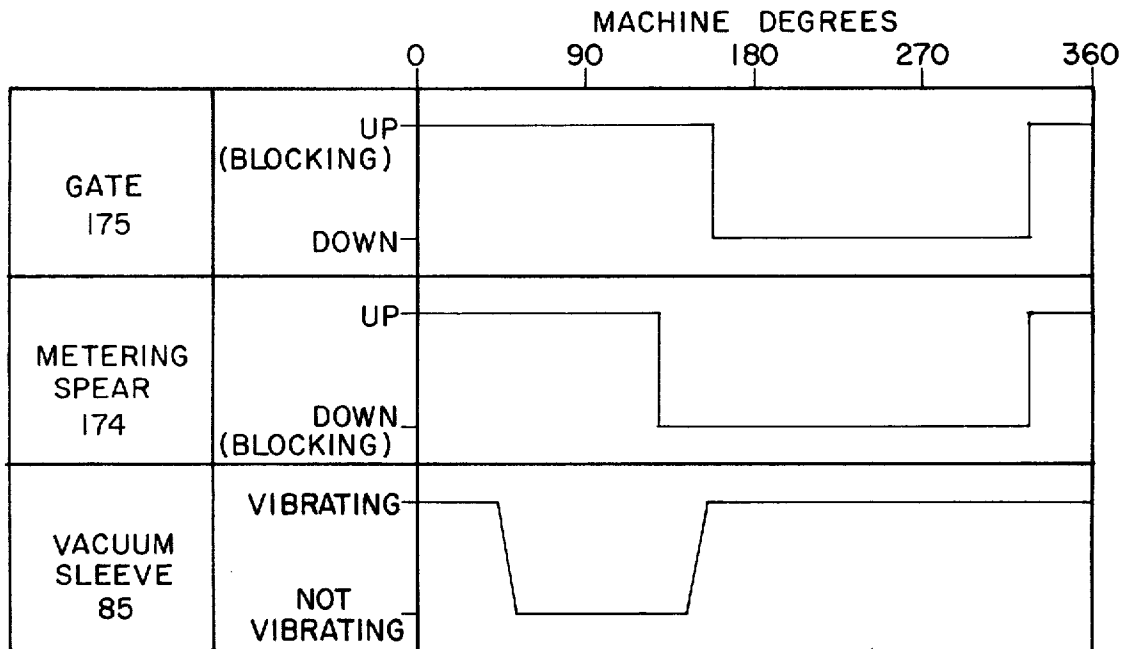 MACHINE DEGREES
0 90 180 270 360
GATE
175
UP
(BLOCKING)
DOWN
METERING
SPEAR
174
UP
DOWN
(BLOCKING)
VACUUM
SLEEVE
85
VIBRATING
NOT
VIBRATING